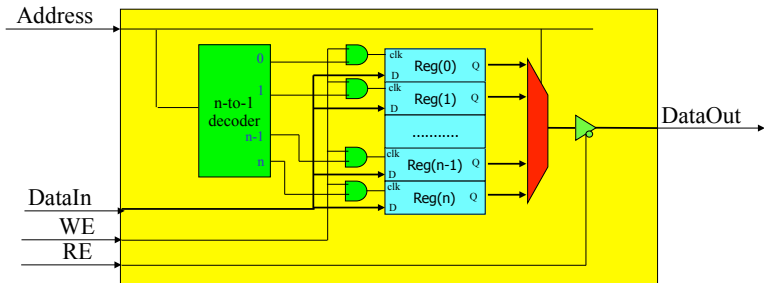 Address
0
clk
Reg(0)
Q
D
1
clk
Reg(1)
Q
D
n-to-1
decoder
...........
DataOut
n-1
clk
Reg(n-1)
Q
D
n
clk
Reg(n)
Q
D
DataIn
WE
RE